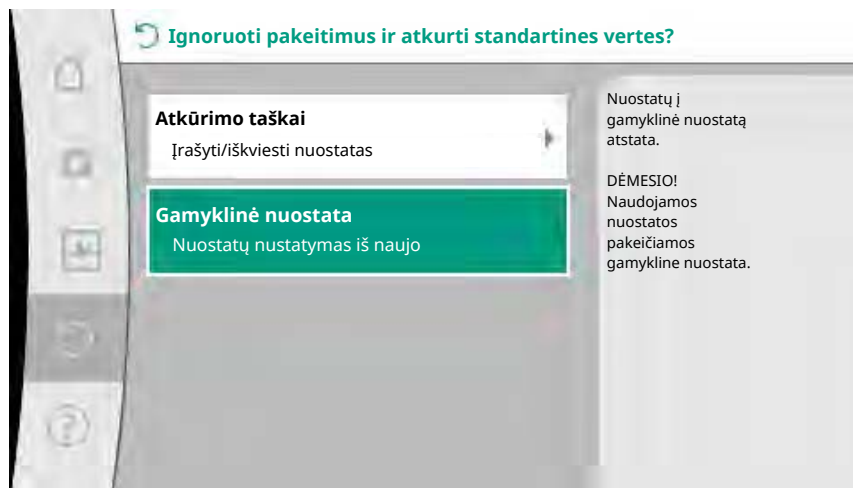 Ignoruoti pakeitimus ir atkurti standartines vertes?
Atkūrimo taškai
Įrašyti/iškviesti nuostatas
Gamyklinė nuostata
Nuostatų nustatymas iš naujo
Nuostatų į
gamyklinė nuostatą
atstata.
DĖMESIO!
Naudojamos
nuostatos
pakeičiamos
gamykline nuostata.